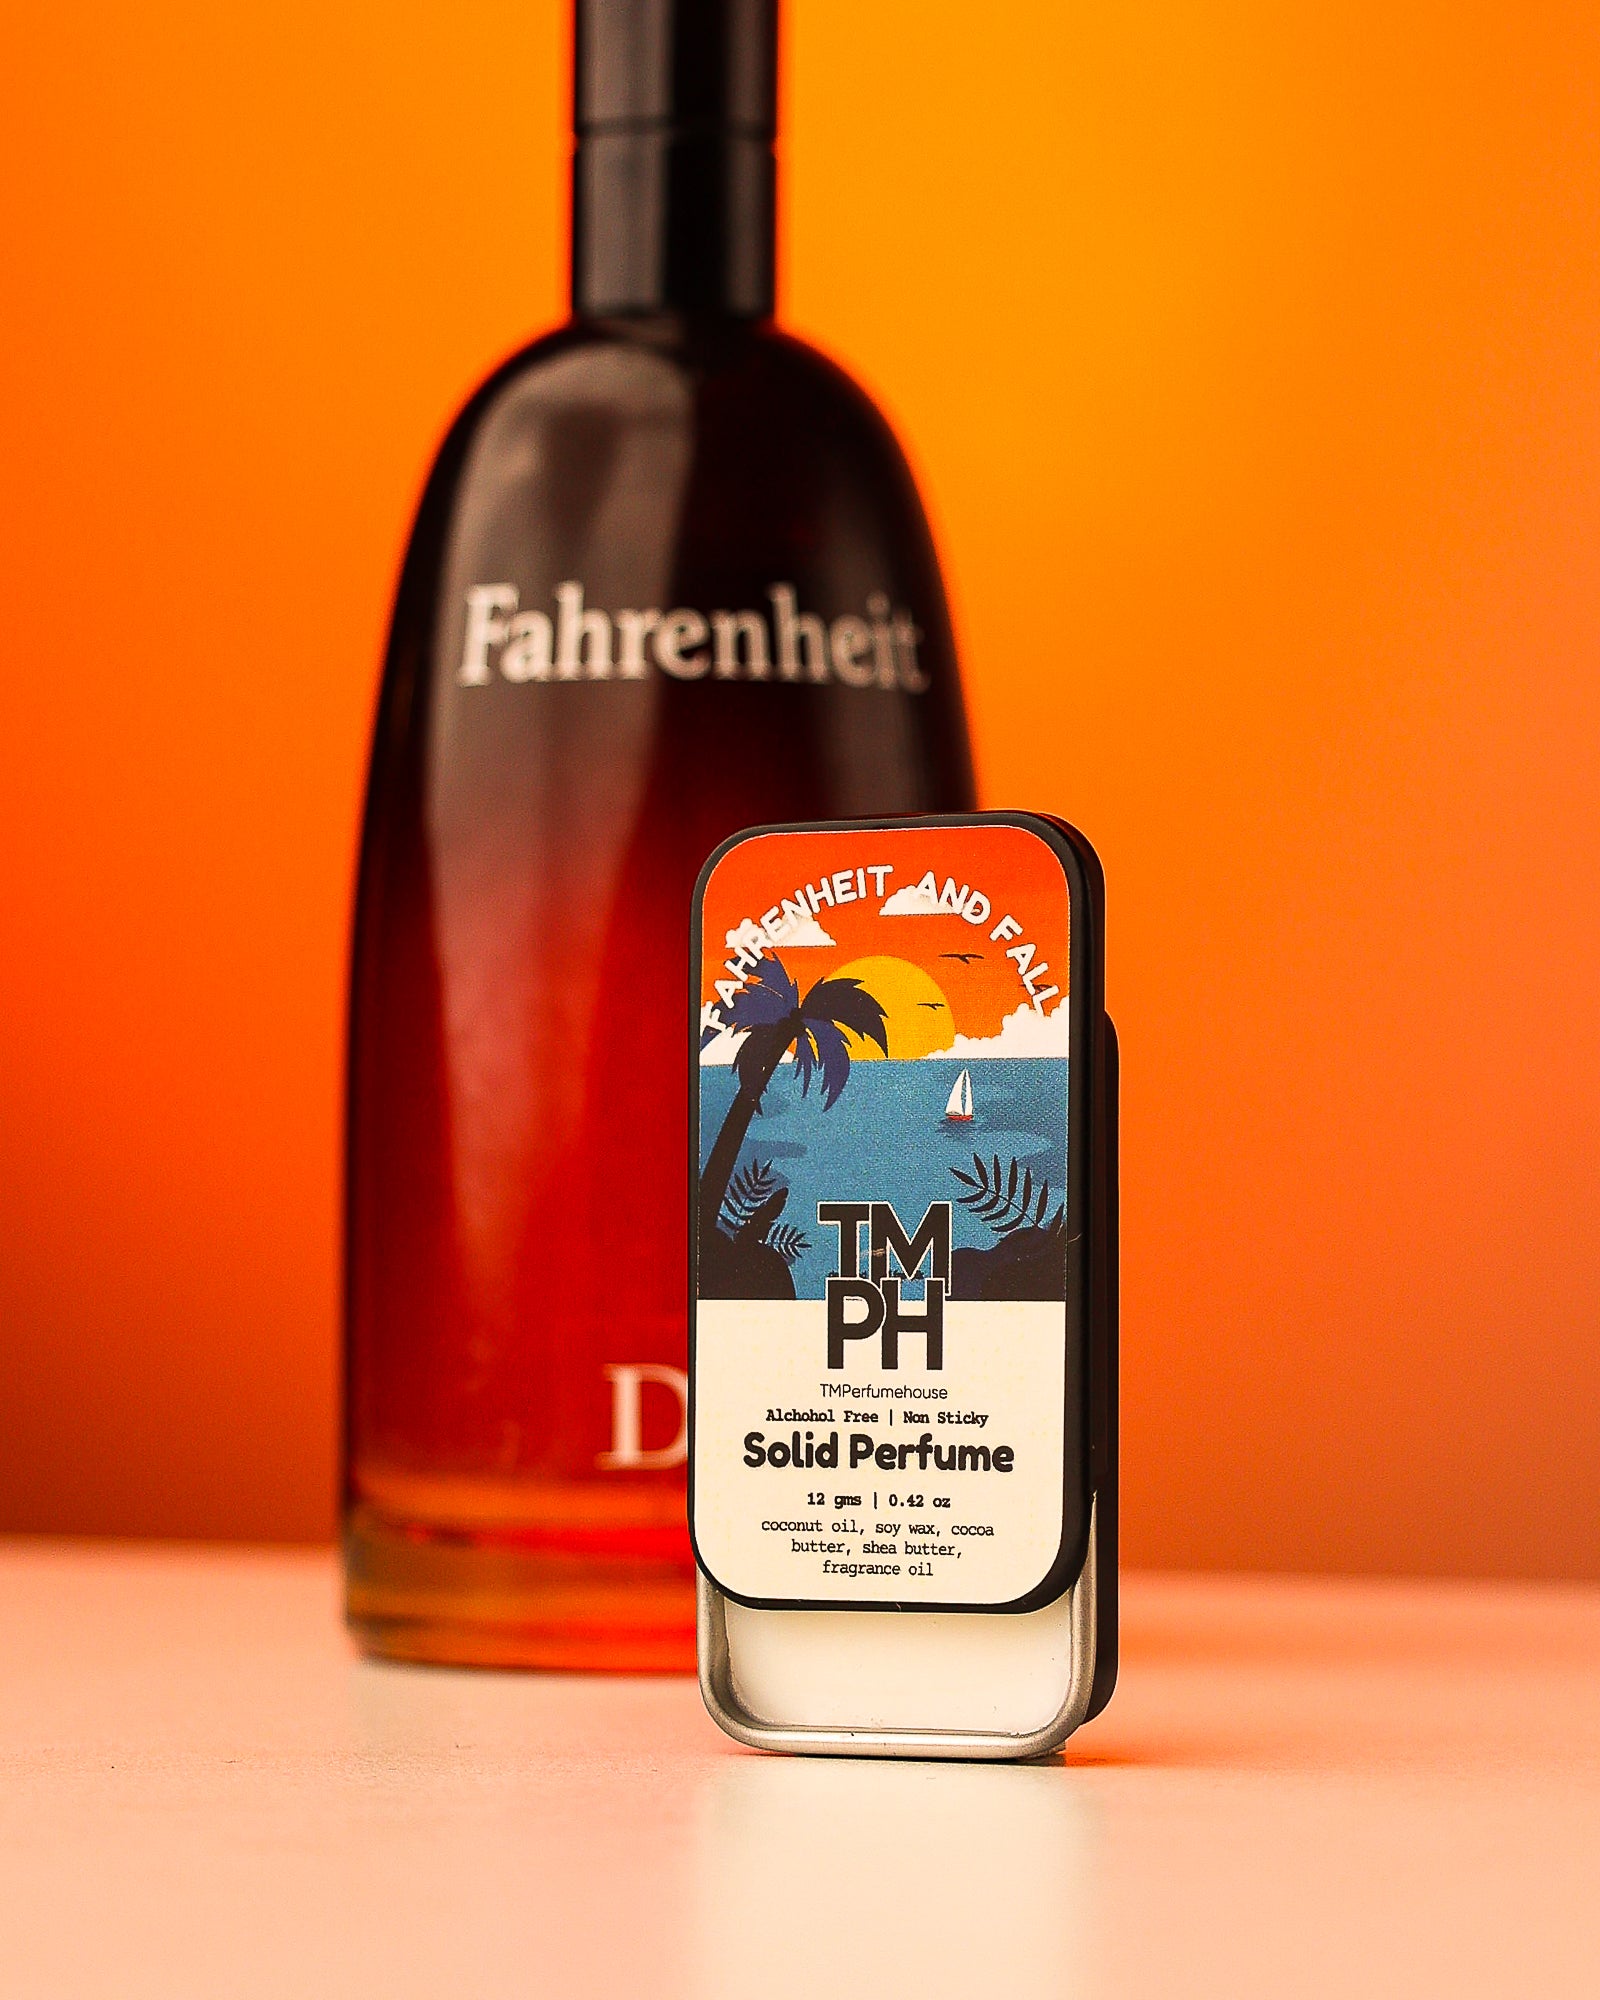 Fahrenheit
D
FAHRENHEIT AND FALL
TM
PH
TMPerfumehouse
Alchohol Free | Non Sticky
Solid Perfume
12 gms | 0.42 oz
coconut oil, soy wax, cocoa
butter, shea butter,
fragrance oil